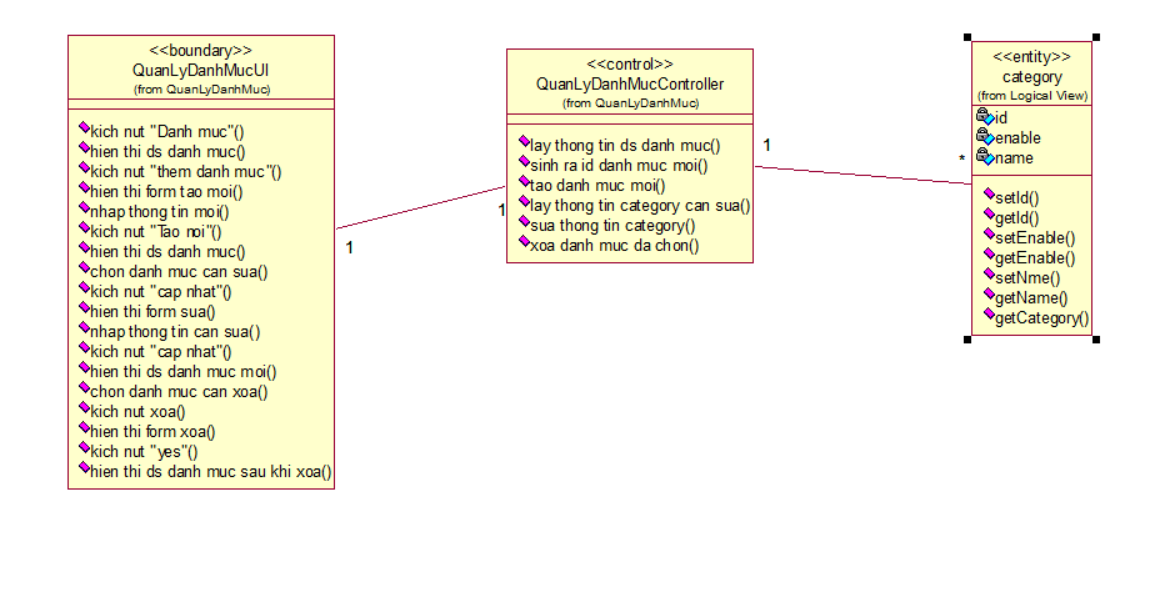 <<boundary>>
QuanLyDanhMucUI
(from QuanLyDanhMuc)
kich nut "Danh muc"()
hien thi ds danh muc()
kich nut "them danh muc"()
hien thi form tao moi()
nhap thong tin moi()
kich nut "Tao noi"()
hien thi ds danh muc()
chon danh muc can sua()
kich nut "cap nhat"()
hien thi form sua()
nhap thong tin can sua()
kich nut "cap nhat"()
hien thi ds danh muc moi()
chon danh muc can xoa()
kich nut xoa()
hien thi form xoa()
kich nut "yes"()
hien thi ds danh muc sau khi xoa()
1
1
<<control>>
QuanLyDanhMucController
(from QuanLyDanhMuc)
lay thong tin ds danh muc()
sinh ra id danh muc moi()
tao danh muc moi()
lay thong tin category can sua()
sua thong tin category()
xoa danh muc da chon()
1
*
<<entity>>
category
(from Logical View)
id
enable
name
setId()
getId()
setEnable()
getEnable()
setNme()
getName()
getCategory()